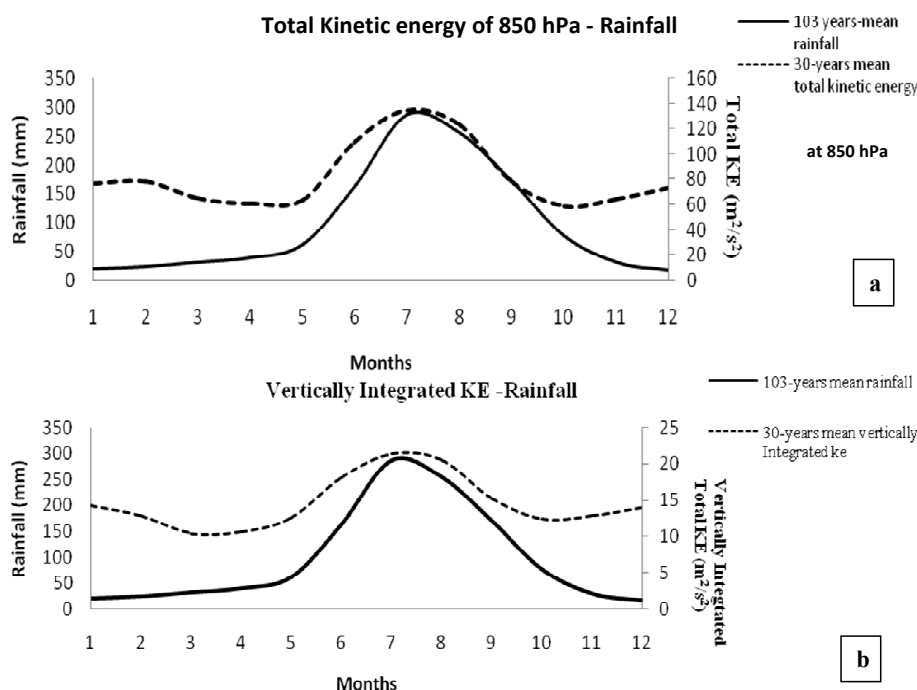 Total Kinetic energy of 850 hPa - Rainfall
103 years-mean
rainfall
30-years mean
total kinetic energy
at 850 hPa
350
300
250
200
150
100
50
0
Rainfall (mm)
160
140
120
100
80
60
40
20
0
Total KE (m²/s²)
1 2 3 4 5 6 7 8 9 10 11 12
Months
a
Vertically Integrated KE -Rainfall
103-years mean rainfall
30-years mean vertically
Integrated ke
350
300
250
200
150
100
50
0
Rainfall (mm)
25
20
15
10
5
0
Vertically Integtated
Total KE (m²/s²)
1 2 3 4 5 6 7 8 9 10 11 12
Months
b